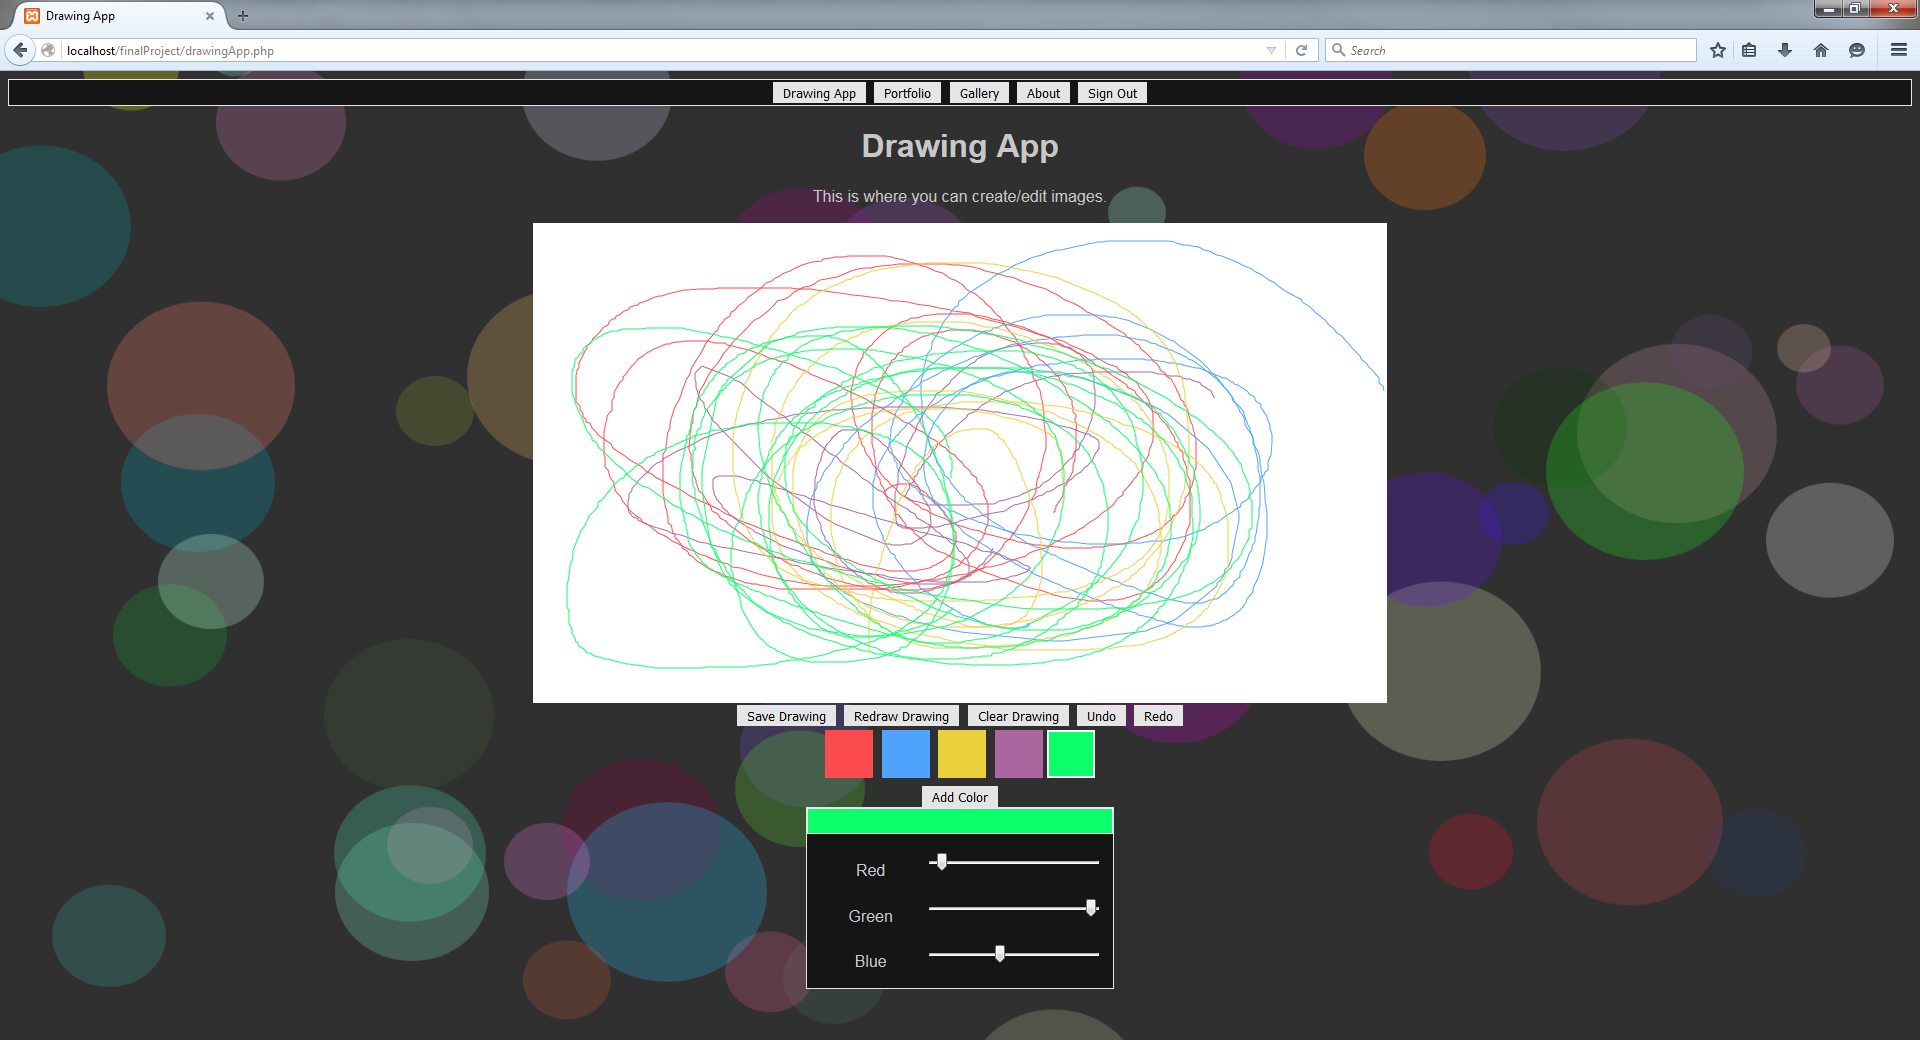 Drawing App
localhost/finalProject/drawingApp.php
Search
Drawing App Portfolio Gallery About Sign Out
Drawing App
This is where you can create/edit images.
Save Drawing Redraw Drawing Clear Drawing Undo Redo
Add Color
Red
Green
Blue